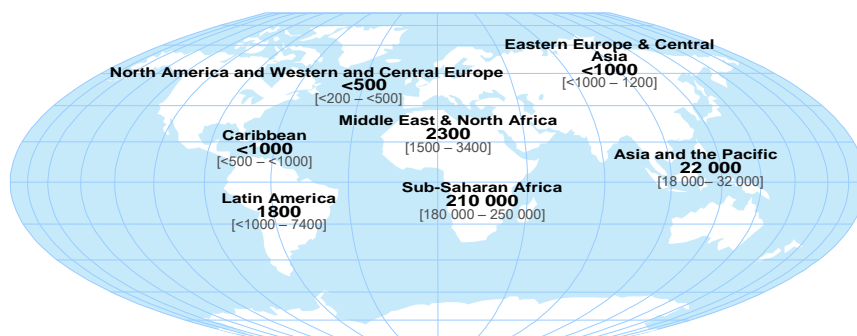 Eastern Europe & Central
Asia
<1000
[<1000 – 1200]
North America and Western and Central Europe
<500
[<200 – <500]
Middle East & North Africa
2300
[1500 – 3400]
Caribbean
<1000
[<500 – <1000]
Asia and the Pacific
22 000
[18 000– 32 000]
Sub-Saharan Africa
210 000
[180 000 – 250 000]
Latin America
1800
[<1000 – 7400]